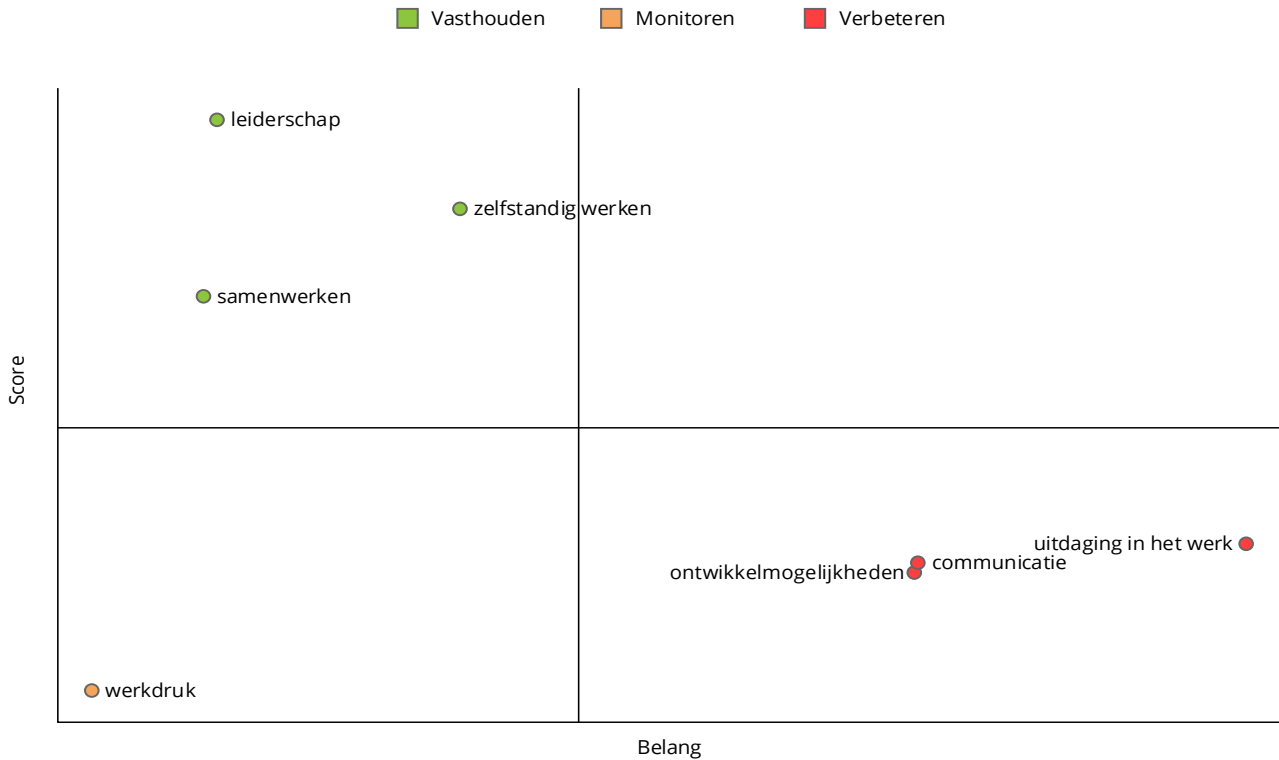 Vasthouden
Monitoren
Verbeteren
leiderschap
zelfstandig werken
samenwerken
Score
uitdaging in het werk
communicatie
ontwikkelmogelijkheden
werkdruk
Belang